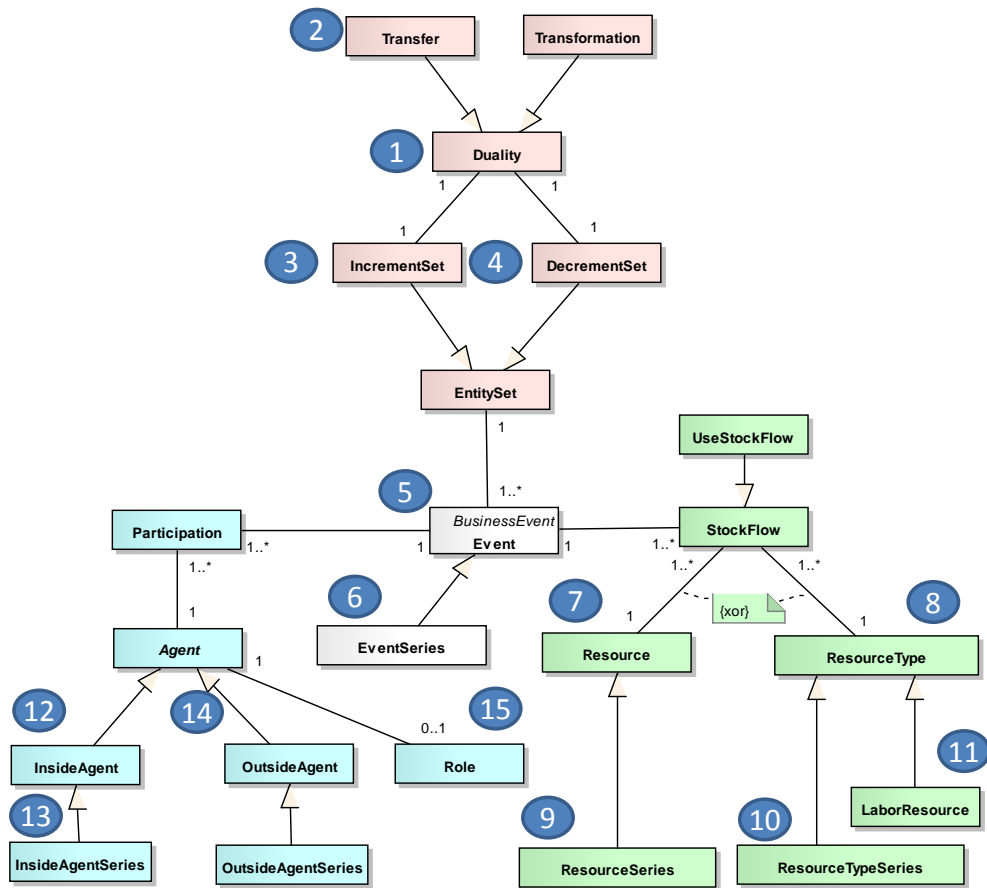 2
Transfer
Transformation
1
Duality
1
1
1
1
3
IncrementSet
4
DecrementSet
EntitySet
1
UseStockFlow
1..*
5
BusinessEvent
Event
Participation
1..*
1
1
1..*
StockFlow
1..*
1..*
1..*
6
7
{xor}
8
1
1
1
EventSeries
Resource
ResourceType
Agent
1
12
14
15
0..1
InsideAgent
OutsideAgent
Role
11
LaborResource
13
9
10
InsideAgentSeries
OutsideAgentSeries
ResourceSeries
ResourceTypeSeries